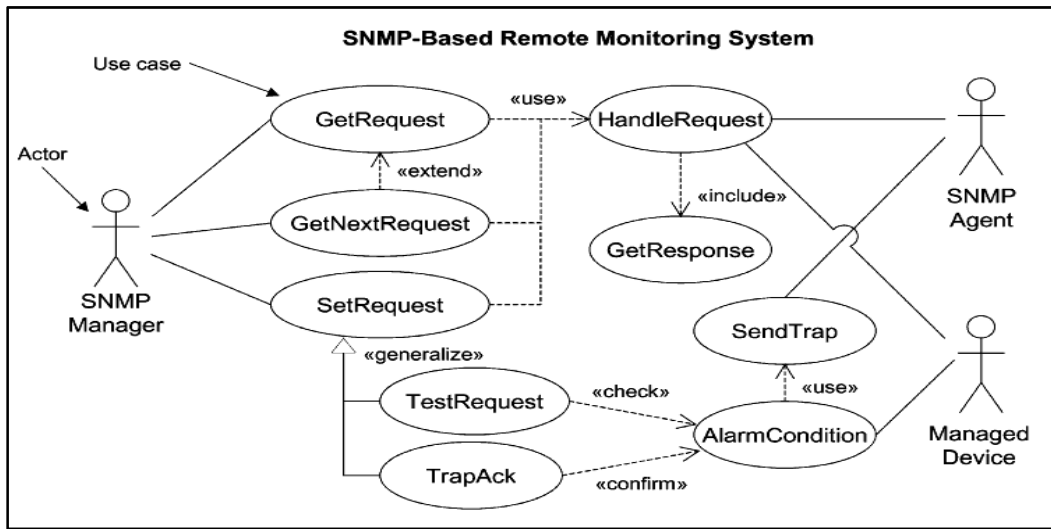 SNMP-Based Remote Monitoring System
Use case
Actor
SNMP
Manager
GetRequest
«use»
HandleRequest
«extend»
GetNextRequest
«include»
GetResponse
SetRequest
«generalize»
SendTrap
TestRequest
«check»
«use»
AlarmCondition
TrapAck
«confirm»
SNMP
Agent
Managed
Device